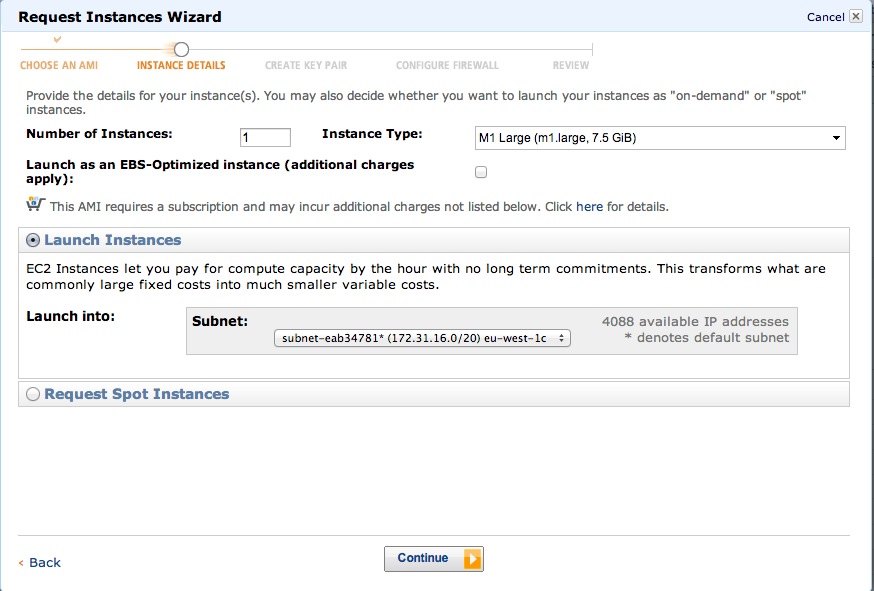 Request Instances Wizard
Cancel
CHOOSE AN AMI
INSTANCE DETAILS
CREATE KEY PAIR
CONFIGURE FIREWALL
REVIEW
Provide the details for your instance(s). You may also decide whether you want to launch your instances as "on-demand" or "spot"
instances.
Number of Instances:
1
Instance Type:
M1 Large (m1.large, 7.5 GiB)
Launch as an EBS-Optimized instance (additional charges
apply):
This AMI requires a subscription and may incur additional charges not listed below. Click here for details.
Launch Instances
EC2 Instances let you pay for compute capacity by the hour with no long term commitments. This transforms what are
commonly large fixed costs into much smaller variable costs.
Launch into:
Subnet:
subnet-eab34781* (172.31.16.0/20) eu-west-1c
4088 available IP addresses
* denotes default subnet
Request Spot Instances
< Back
Continue